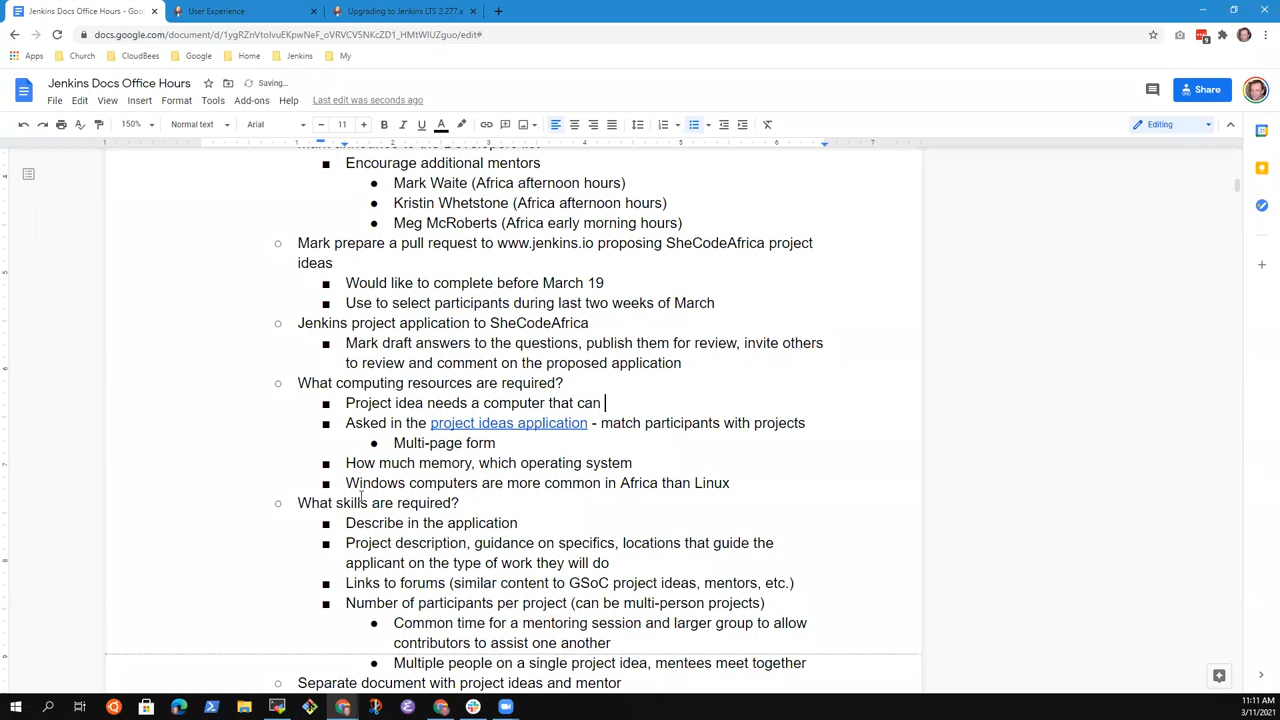 Jenkins Docs Office Hours - Goo
User Experience
Upgrading to Jenkins LTS 2.277.x
docs.google.com/document/d/1ygRZnVtoIvuEKpwNeF_oVRVCV5NKcZD1_HMtWIUZguo/edit#
Apps Church CloudBees Google Home Jenkins My
Jenkins Docs Office Hours
Saving...
File Edit View Insert Format Tools Add-ons Help Last edit was seconds ago
Share
150% Normal text Arial 11 Editing
Encourage additional mentors
Mark Waite (Africa afternoon hours)
Kristin Whetstone (Africa afternoon hours)
Meg McRoberts (Africa early morning hours)
Mark prepare a pull request to www.jenkins.io proposing SheCodeAfrica project
ideas
Would like to complete before March 19
Use to select participants during last two weeks of March
Jenkins project application to SheCodeAfrica
Mark draft answers to the questions, publish them for review, invite others
to review and comment on the proposed application
What computing resources are required?
Project idea needs a computer that can
Asked in the project ideas application - match participants with projects
Multi-page form
How much memory, which operating system
Windows computers are more common in Africa than Linux
What skills are required?
Describe in the application
Project description, guidance on specifics, locations that guide the
applicant on the type of work they will do
Links to forums (similar content to GSoC project ideas, mentors, etc.)
Number of participants per project (can be multi-person projects)
Common time for a mentoring session and larger group to allow
contributors to assist one another
Multiple people on a single project idea, mentees meet together
Separate document with project ideas and mentor
11:11 AM
3/11/2021